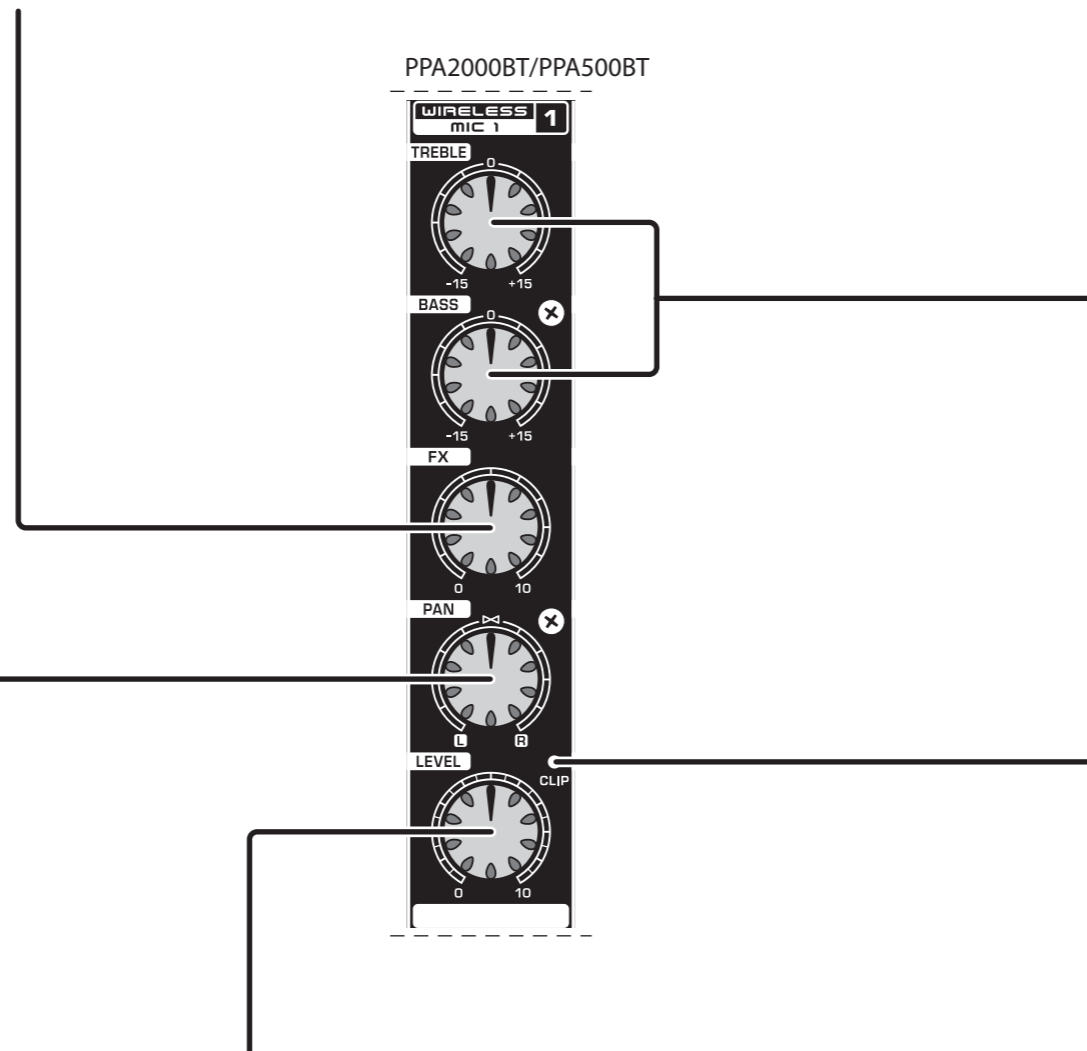 PPA2000BT/PPA500BT
WIRELESS 1
MIC 1
TREBLE
0
-15 +15
BASS
0
-15 +15
FX
0 10
PAN
L R
LEVEL
CLIP
0 10